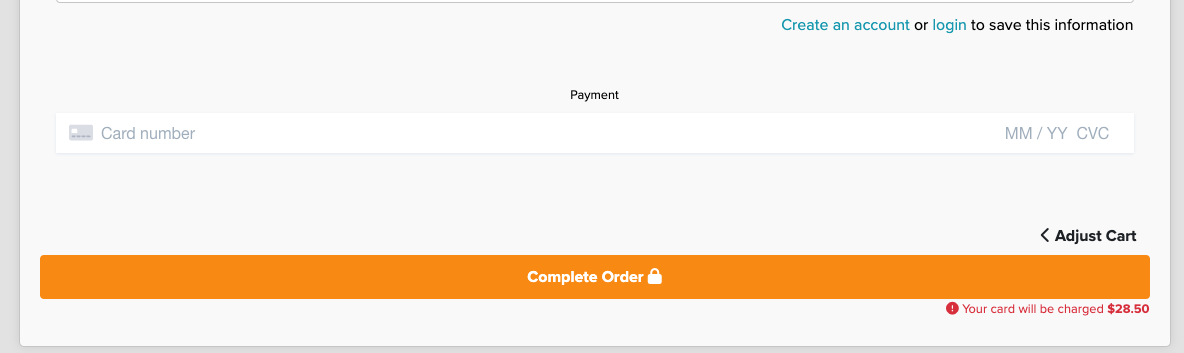 Create an account or login to save this information
Payment
Card number MM / YY CVC
Adjust Cart
Complete Order
Your card will be charged $28.50